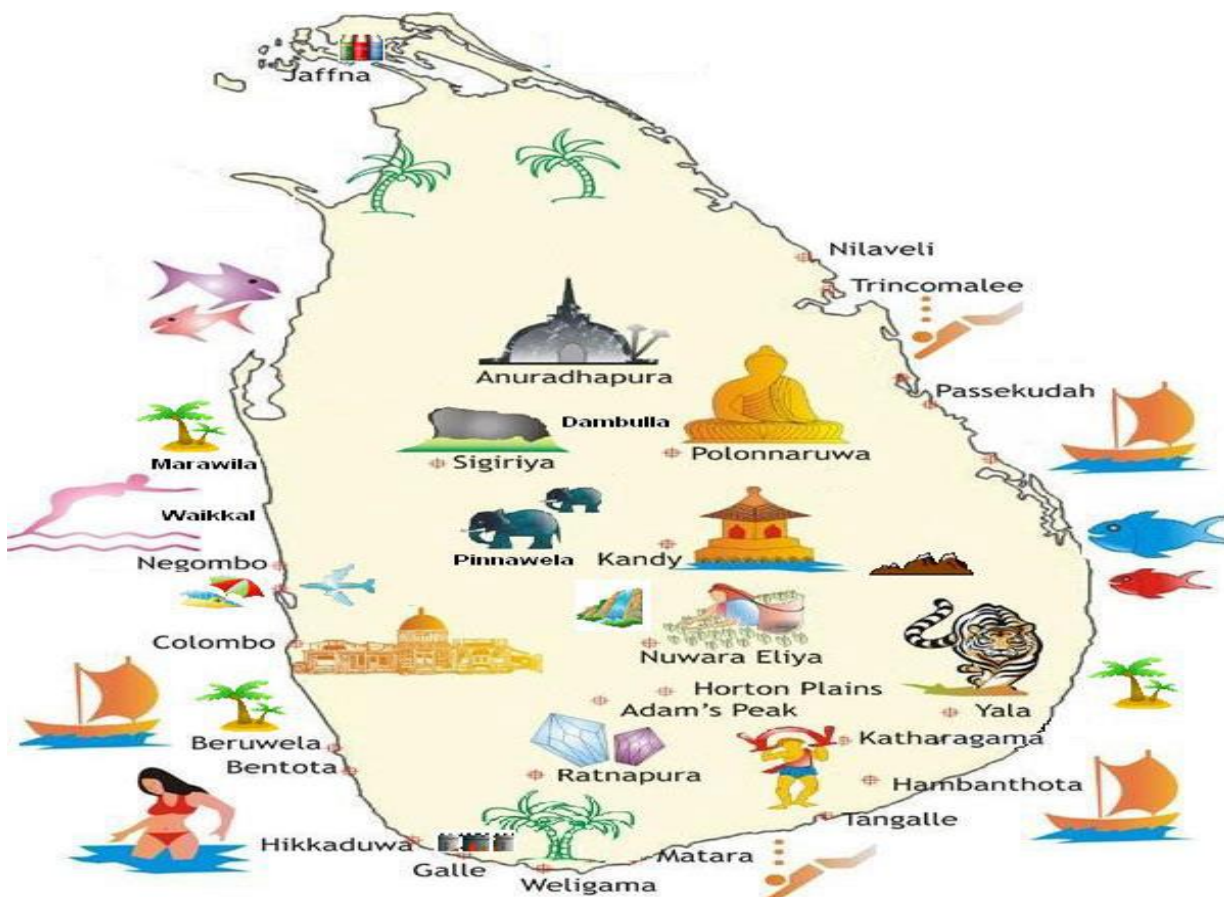 Jaffna
Nilaveli
Trincomalee
Anuradhapura
Passekudah
Dambulla
Marawila
Sigiriya
Polonnaruwa
Waikkal
Pinnawela
Kandy
Negombo
Colombo
Nuwara Eliya
Horton Plains
Adam's Peak
Yala
Beruwela
Katharagama
Bentota
Ratnapura
Hambanthota
Tangalle
Hikkaduwa
Galle
Matara
Weligama